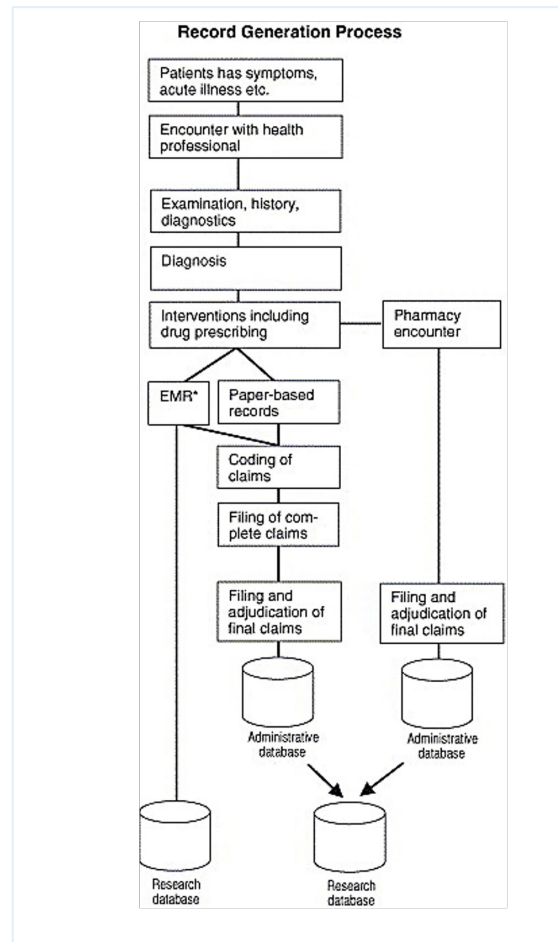 Record Generation Process
Patients has symptoms,
acute illness etc.
Encounter with health
professional
Examination, history,
diagnostics
Diagnosis
Interventions including
drug prescribing
Pharmacy
encounter
EMR*
Paper-based
records
Coding of
claims
Filing of com-
plete claims
Filing and
adjudication of
final claims
Filing and
adjudication of
final claims
Administrative
database
Administrative
database
Research
database
Research
database